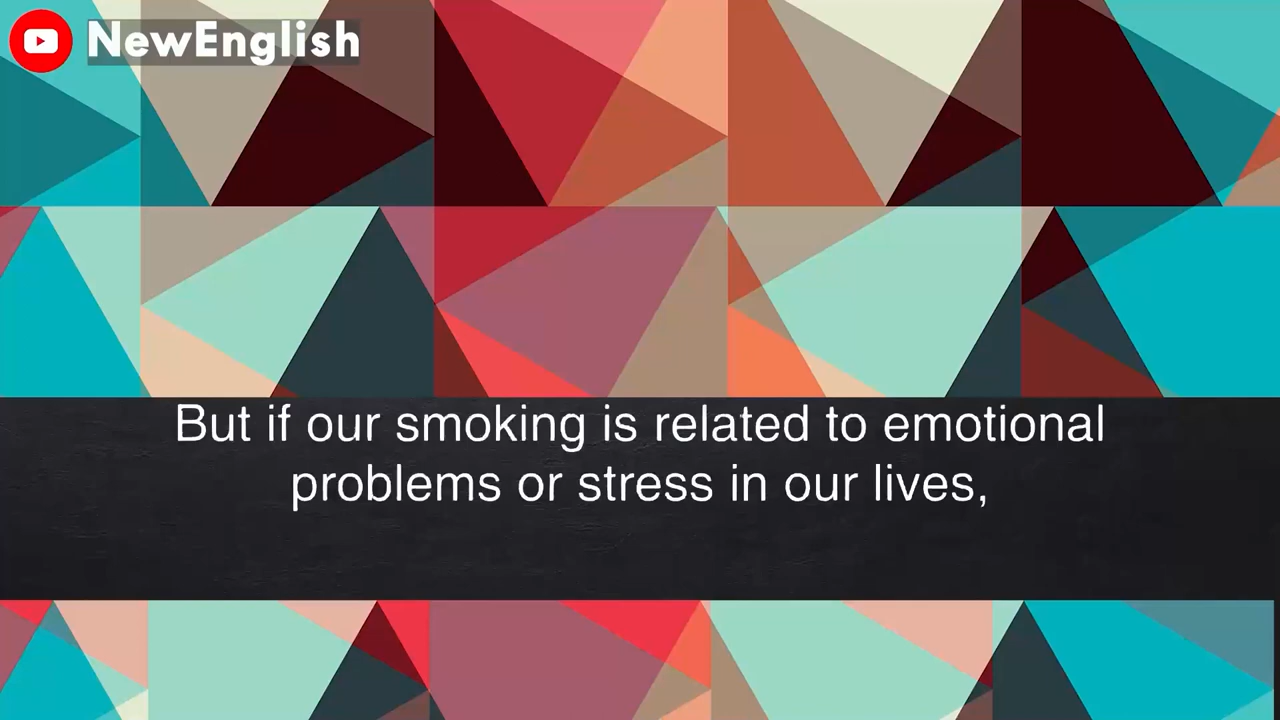 NewEnglish
But if our smoking is related to emotional
problems or stress in our lives,